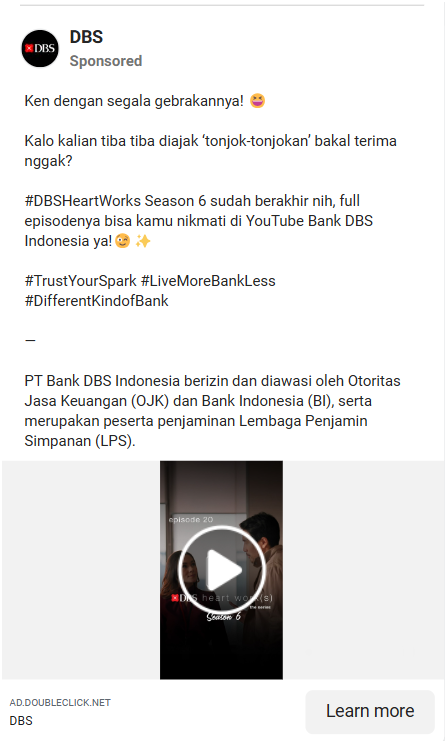 DBS
DBS
Sponsored
Ken dengan segala gebrakannya! 😆
Kalo kalian tiba tiba diajak ‘tonjok-tonjokan’ bakal terima
nggak?
#DBSHeartWorks Season 6 sudah berakhir nih, full
episodenya bisa kamu nikmati di YouTube Bank DBS
Indonesia ya!😉 ✨
#TrustYourSpark #LiveMoreBankLess
#DifferentKindofBank
—
PT Bank DBS Indonesia berizin dan diawasi oleh Otoritas
Jasa Keuangan (OJK) dan Bank Indonesia (BI), serta
merupakan peserta penjaminan Lembaga Penjamin
Simpanan (LPS).
episode 20
DBS heart work(s)
the series
Season 6
AD.DOUBLECLICK.NET
DBS
Learn more